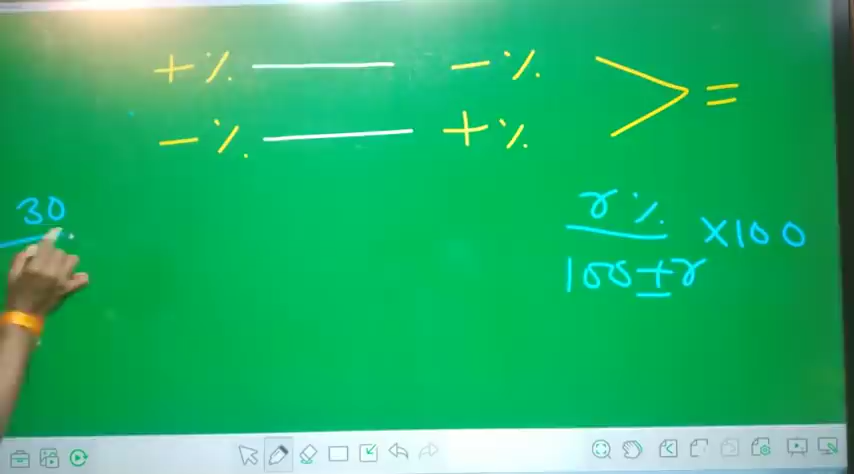 +% — -% > =
-% — +%
30
r%
100±r ×100